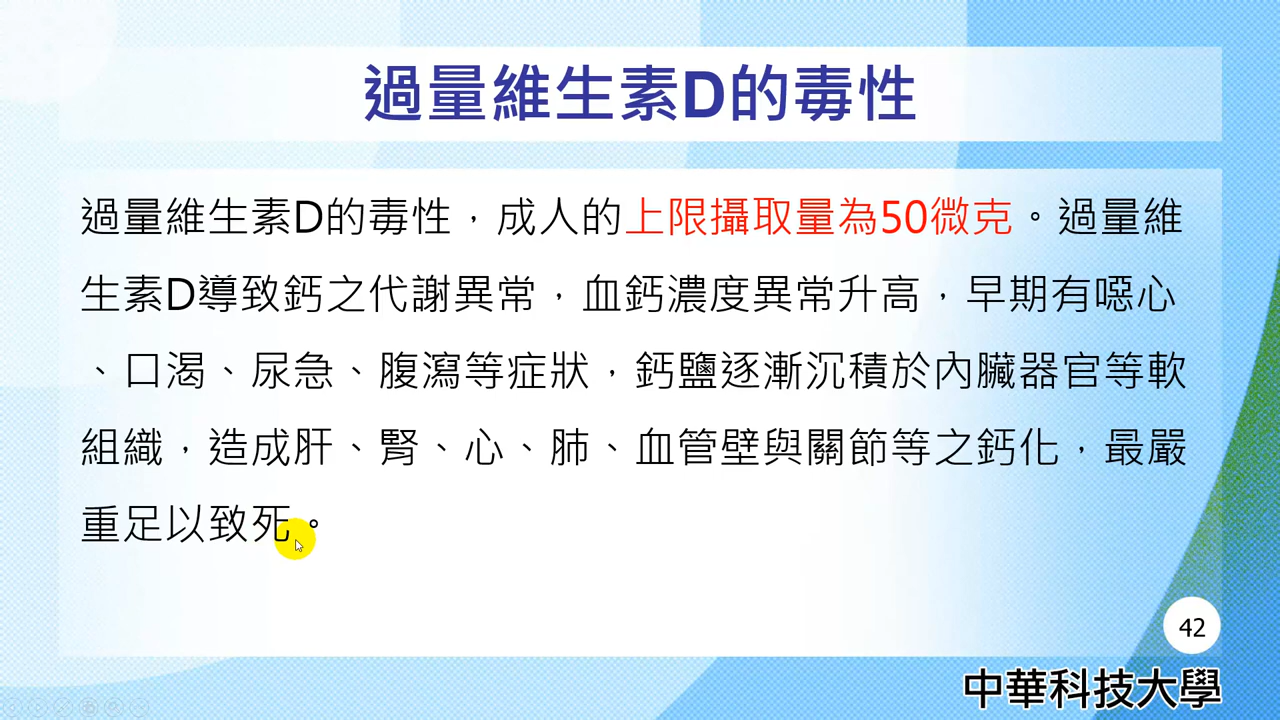 過量維生素D的毒性
過量維生素D的毒性，成人的上限攝取量為50微克。過量維
生素D導致鈣之代謝異常，血鈣濃度異常升高，早期有噁心
、口渴、尿急、腹瀉等症狀，鈣鹽逐漸沉積於內臟器官等軟
組織，造成肝、腎、心、肺、血管壁與關節等之鈣化，最嚴
重足以致死。
42
中華科技大學